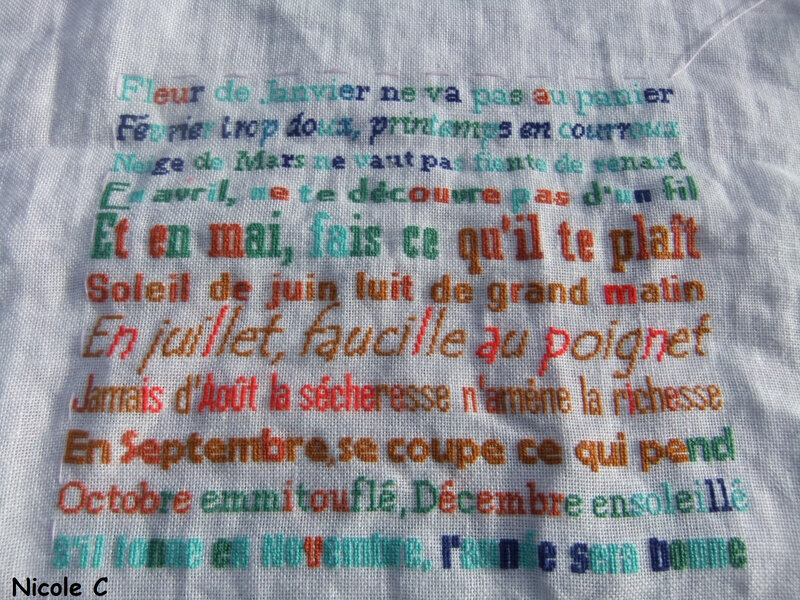 Fleur de Janvier ne va pas au panier
Février trop doux, printemps en courroux
Neige de Mars ne vaut pas fiente de renard
En avril, ne te découvre pas d'un fil
Et en mai, fais ce qu'il te plaît
Soleil de juin luit de grand matin
En juillet, faucille au poignet
Jamais d'Août la sécheresse n'amène la richesse
En Septembre, se coupe ce qui pend
Octobre emmitouflé, Décembre ensoleillé
s'il tonne en Novembre, l'année sera bonne
Nicole C